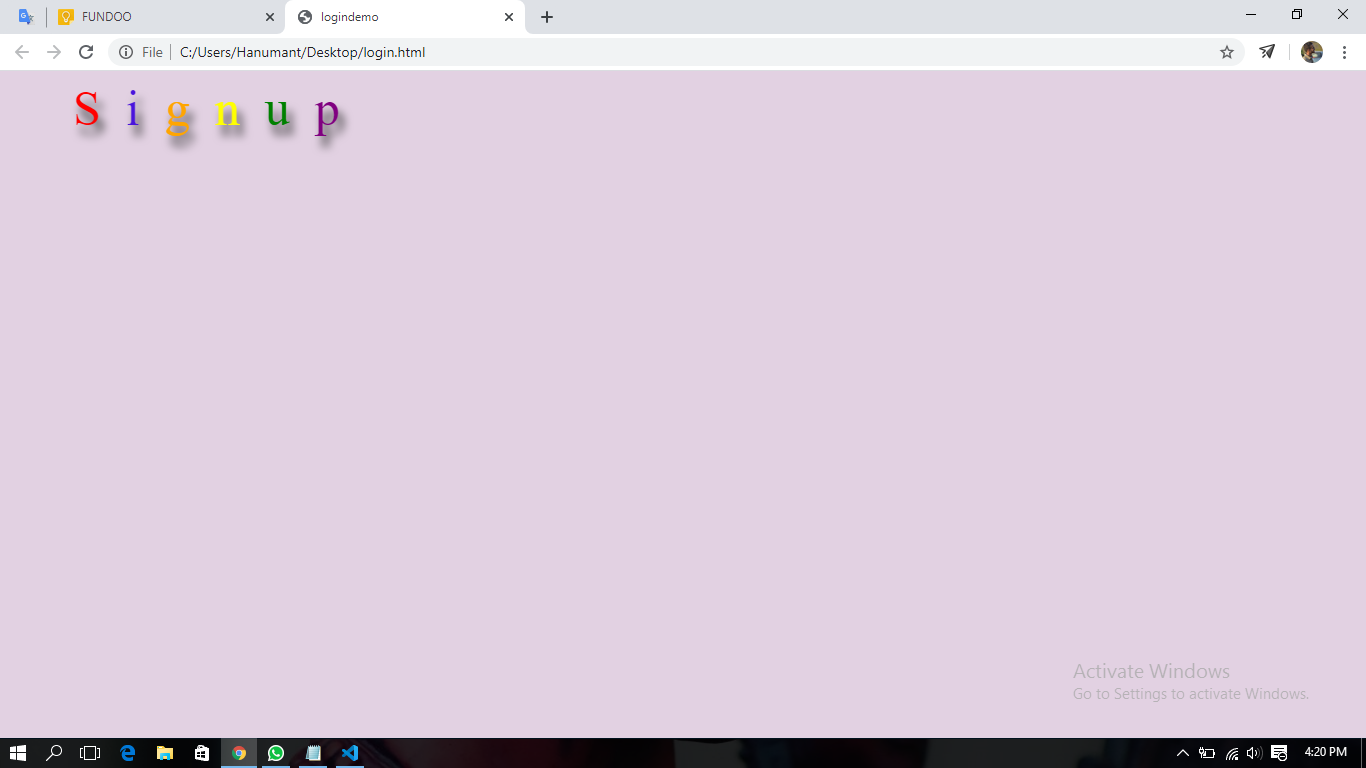 FUNDOO
logindemo
File
C:/Users/Hanumant/Desktop/login.html
S i g n u p
Activate Windows
Go to Settings to activate Windows.
4:20 PM